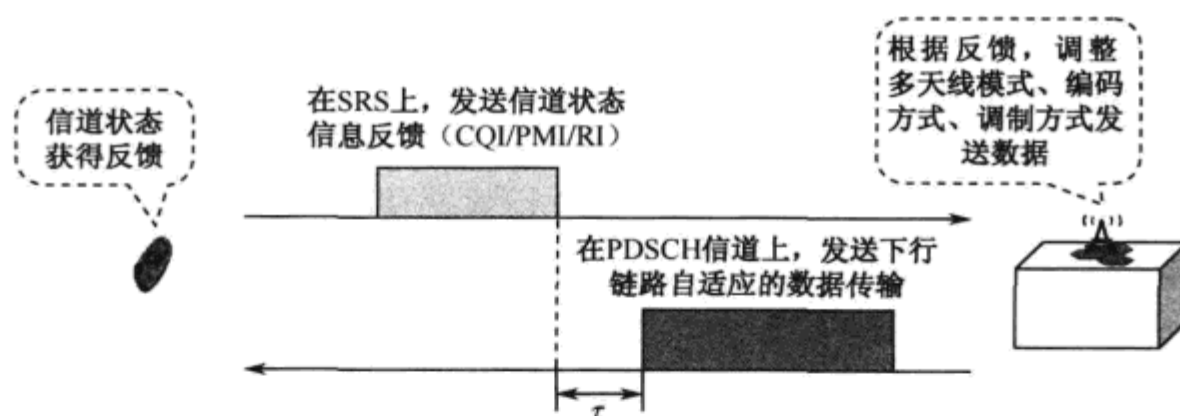 信道状态
获得反馈
在SRS上，发送信道状态
信息反馈（CQI/PMI/RI）
根据反馈，调整
多天线模式、编码
方式、调制方式发
送数据
在PDSCH信道上，发送下行
链路自适应的数据传输
τ